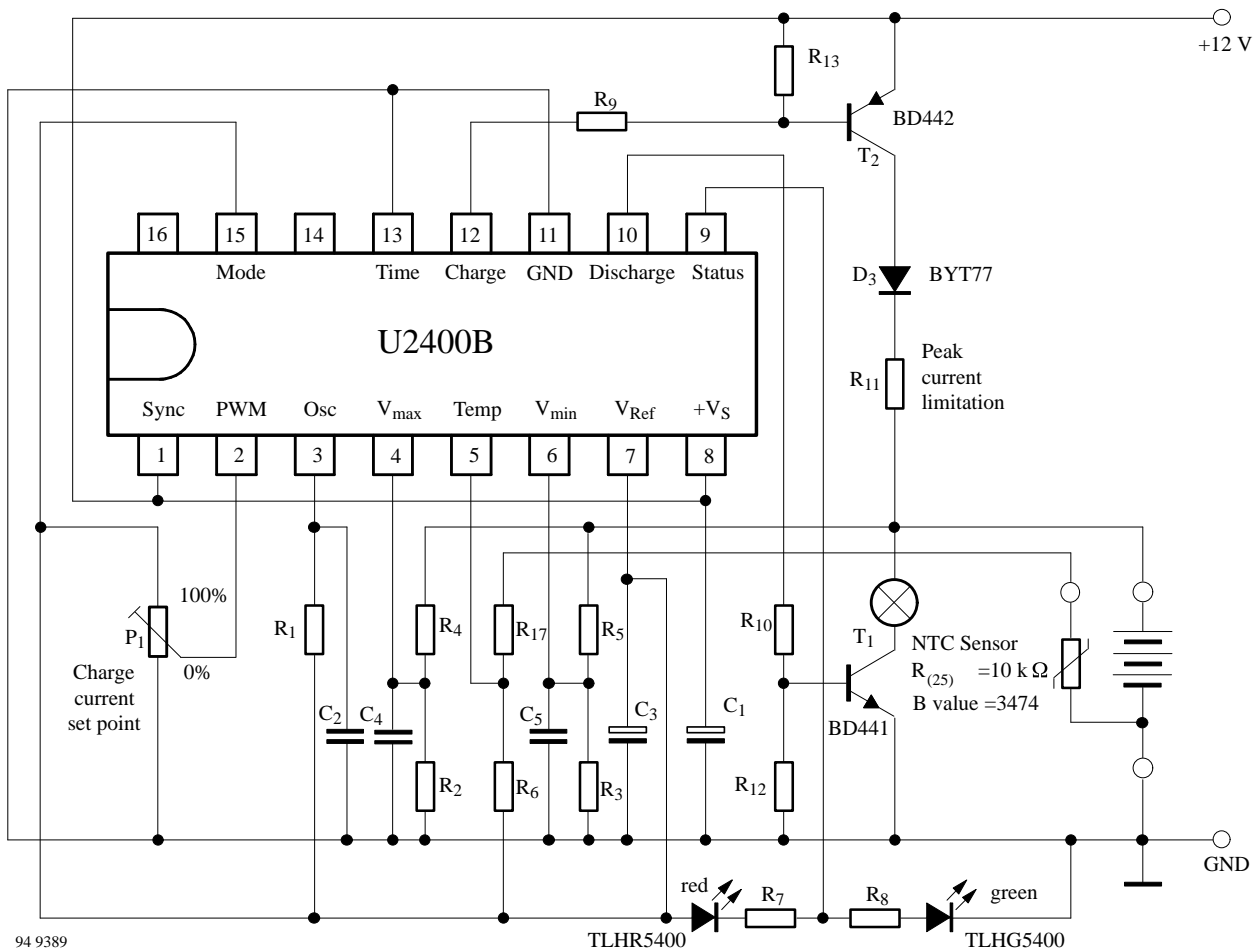 +12 V
R13
R9
BD442
T2
16 15 14 13 12 11 10 9
Mode Time Charge GND Discharge Status
D3 BYT77
U2400B
Peak
current
limitation
R11
Sync PWM Osc Vmax Temp Vmin VRef +VS
1 2 3 4 5 6 7 8
100%
P1
0%
Charge
current
set point
R1
R4
R17
R5
R10
T1
NTC Sensor
R(25) =10 k Ω
B value =3474
BD441
C2
C4
C5
C3
C1
R2
R6
R3
R12
GND
red
R7
R8
green
TLHR5400
TLHG5400
94 9389